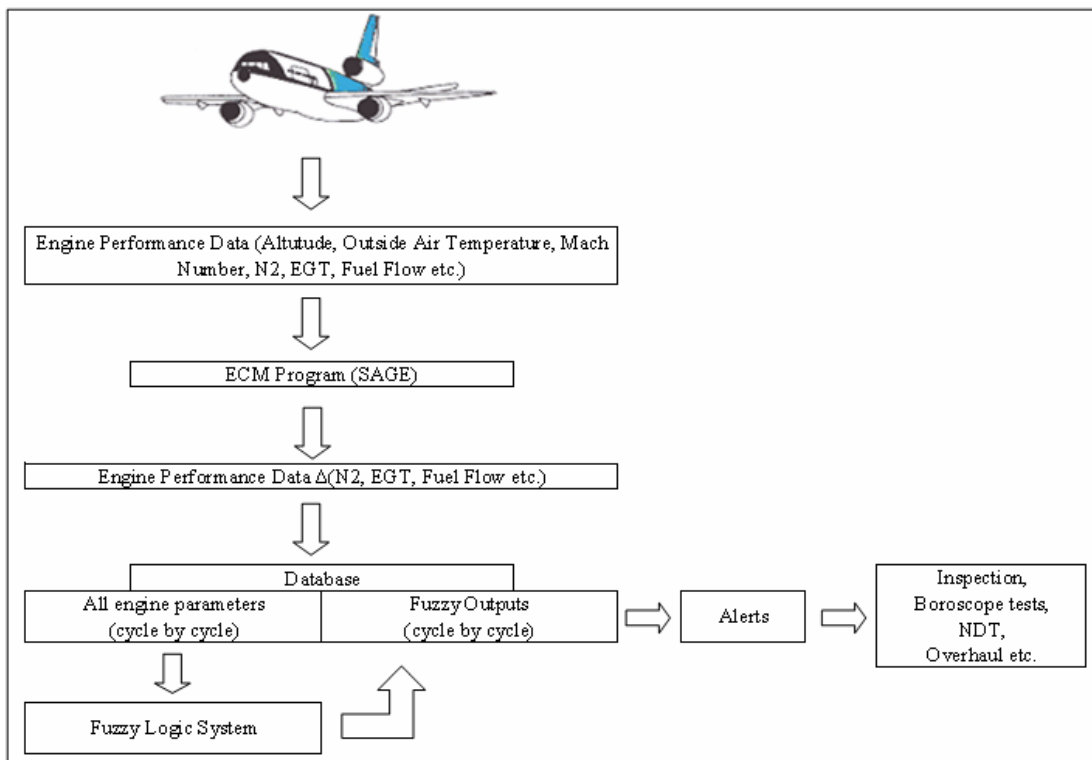 Engine Performance Data (Altutude, Outside Air Temperature, Mach
Number, N2, EGT, Fuel Flow etc.)
ECM Program (SAGE)
Engine Performance Data Δ(N2, EGT, Fuel Flow etc.)
Database
All engine parameters
(cycle by cycle)
Fuzzy Outputs
(cycle by cycle)
Alerts
Inspection,
Boroscope tests,
NDT,
Overhaul etc.
Fuzzy Logic System